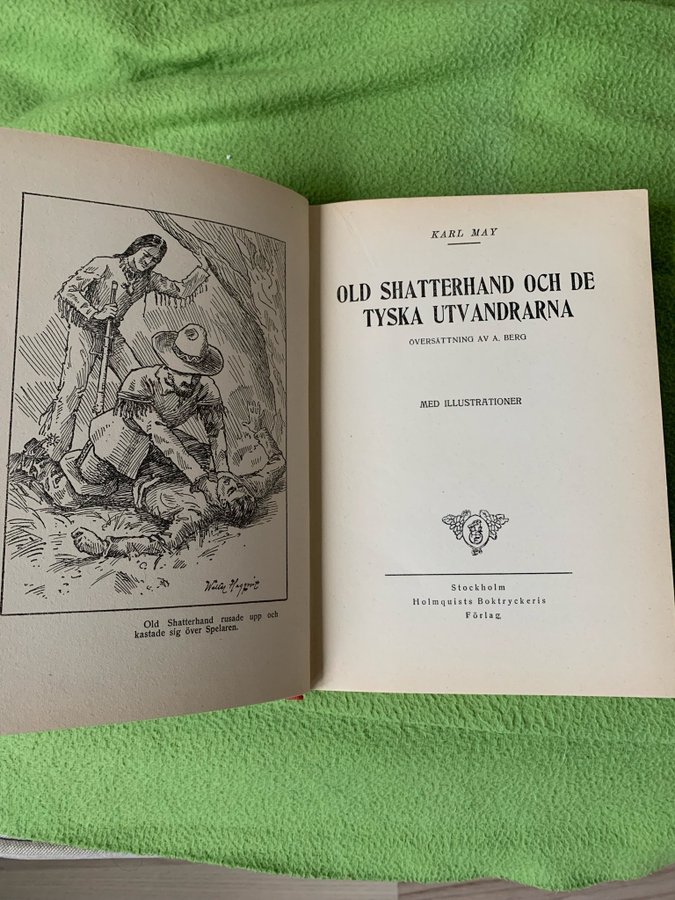 Old Shatterhand rusade upp och
kastade sig över Spelaren.
KARL MAY
OLD SHATTERHAND OCH DE
TYSKA UTVANDRARNA
ÖVERSÄTTNING AV A. BERG
MED ILLUSTRATIONER
Stockholm
Holmquists Boktryckeris
Förlag